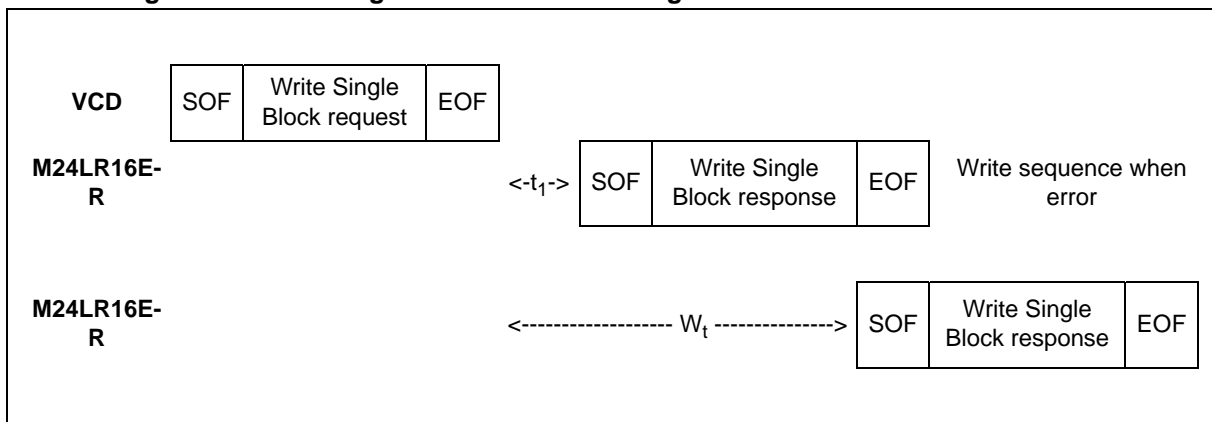 VCD SOF Write Single Block request EOF
M24LR16E-R <-t1-> SOF Write Single Block response EOF Write sequence when error
M24LR16E-R <------------------- Wt ---------------> SOF Write Single Block response EOF